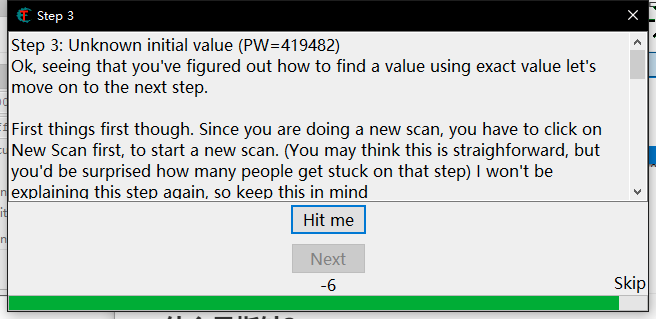 Step 3
Step 3: Unknown initial value (PW=419482)
Ok, seeing that you've figured out how to find a value using exact value let's
move on to the next step.
First things first though. Since you are doing a new scan, you have to click on
New Scan first, to start a new scan. (You may think this is straighforward, but
you'd be surprised how many people get stuck on that step) I won't be
explaining this step again, so keep this in mind
Hit me
Next
-6
Skip